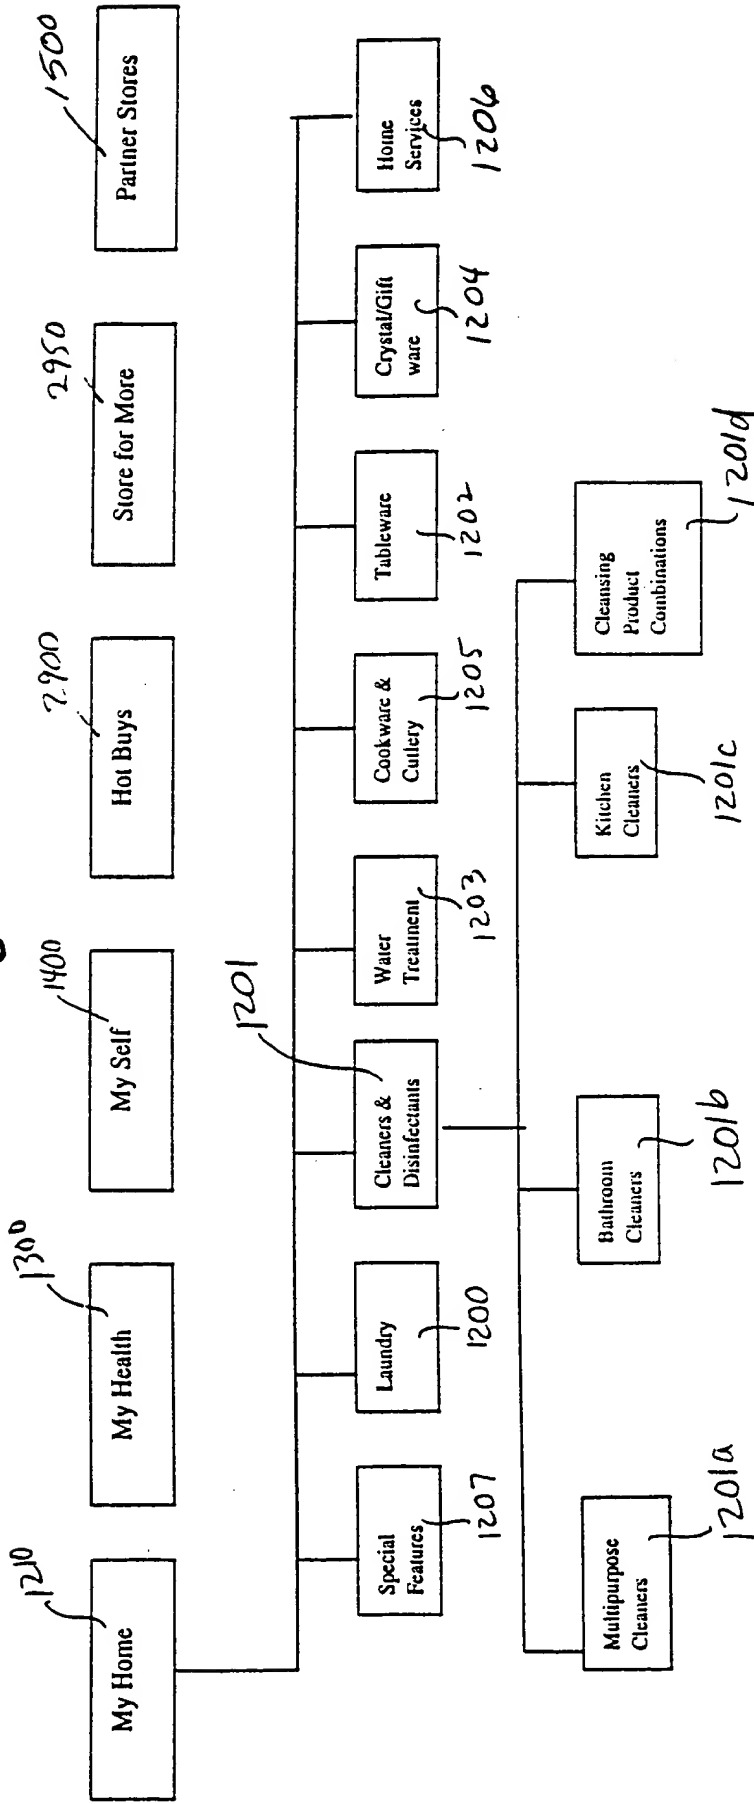 1210
My Home
1300
My Health
1400
My Self
2900
Hot Buys
2950
Store for More
1500
Partner Stores
1201
Special
Features
1207
Laundry
1200
Cleaners &
Disinfectants
Water
Treatment
1203
Cookware &
Cutlery
1205
Tableware
1202
Crystal/Gift
ware
1204
Home
Services
1206
Multipurpose
Cleaners
1201a
Bathroom
Cleaners
1201b
Kitchen
Cleaners
1201c
Cleansing
Product
Combinations
1201d